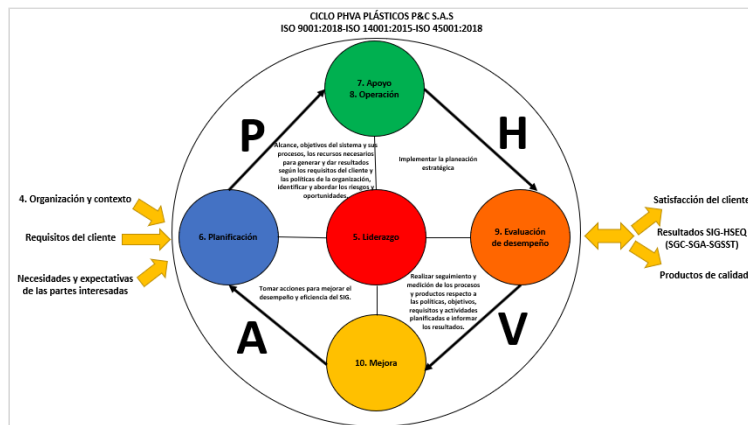 CICLO PHVA PLÁSTICOS P&C S.A.S
ISO 9001:2018-ISO 14001:2015-ISO 45001:2018
7. Apoyo
8. Operación
P
H
Alcance, objetivos del sistema y sus
procesos, los recursos necesarios
para generar y dar resultados
según los requisitos del cliente y
las políticas de la organización,
identificar y abordar los riesgos y
oportunidades.
Implementar la planeación
estratégica
4. Organización y contexto
Requisitos del cliente
Necesidades y expectativas
de las partes interesadas
6. Planificación
5. Liderazgo
9. Evaluación
de desempeño
Satisfacción del cliente
Resultados SIG-HSEQ
(SGC-SGA-SGSST)
Productos de calidad
Tomar acciones para mejorar el
desempeño y eficiencia del SIG.
Realizar seguimiento y
medición de los procesos
y productos respecto a
las políticas, objetivos,
requisitos y actividades
planificadas e informar
los resultados.
A
V
10. Mejora